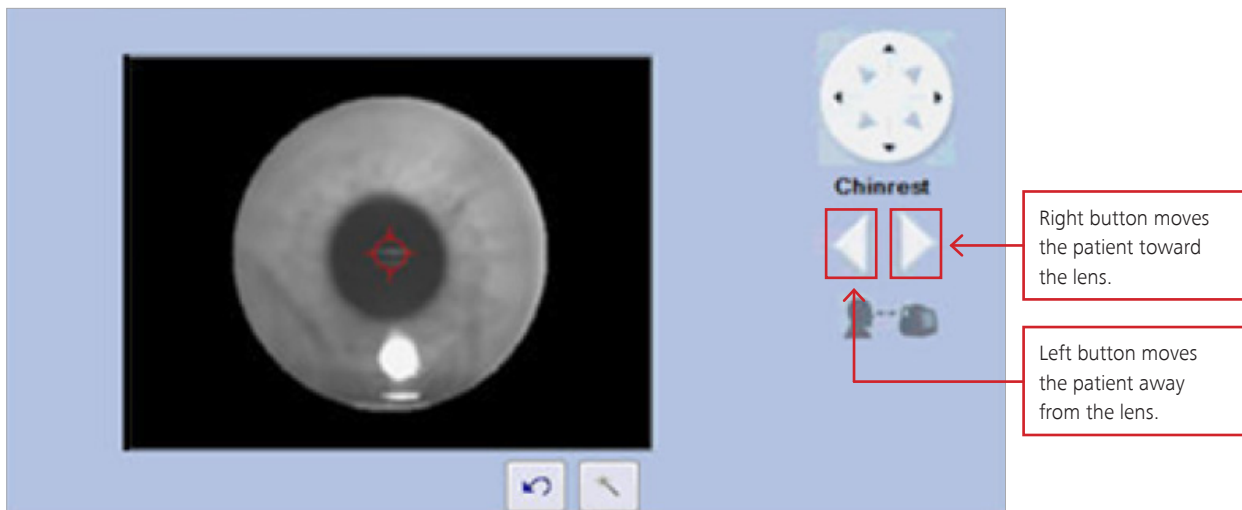 Chinrest
Right button moves
the patient toward
the lens.
Left button moves
the patient away
from the lens.